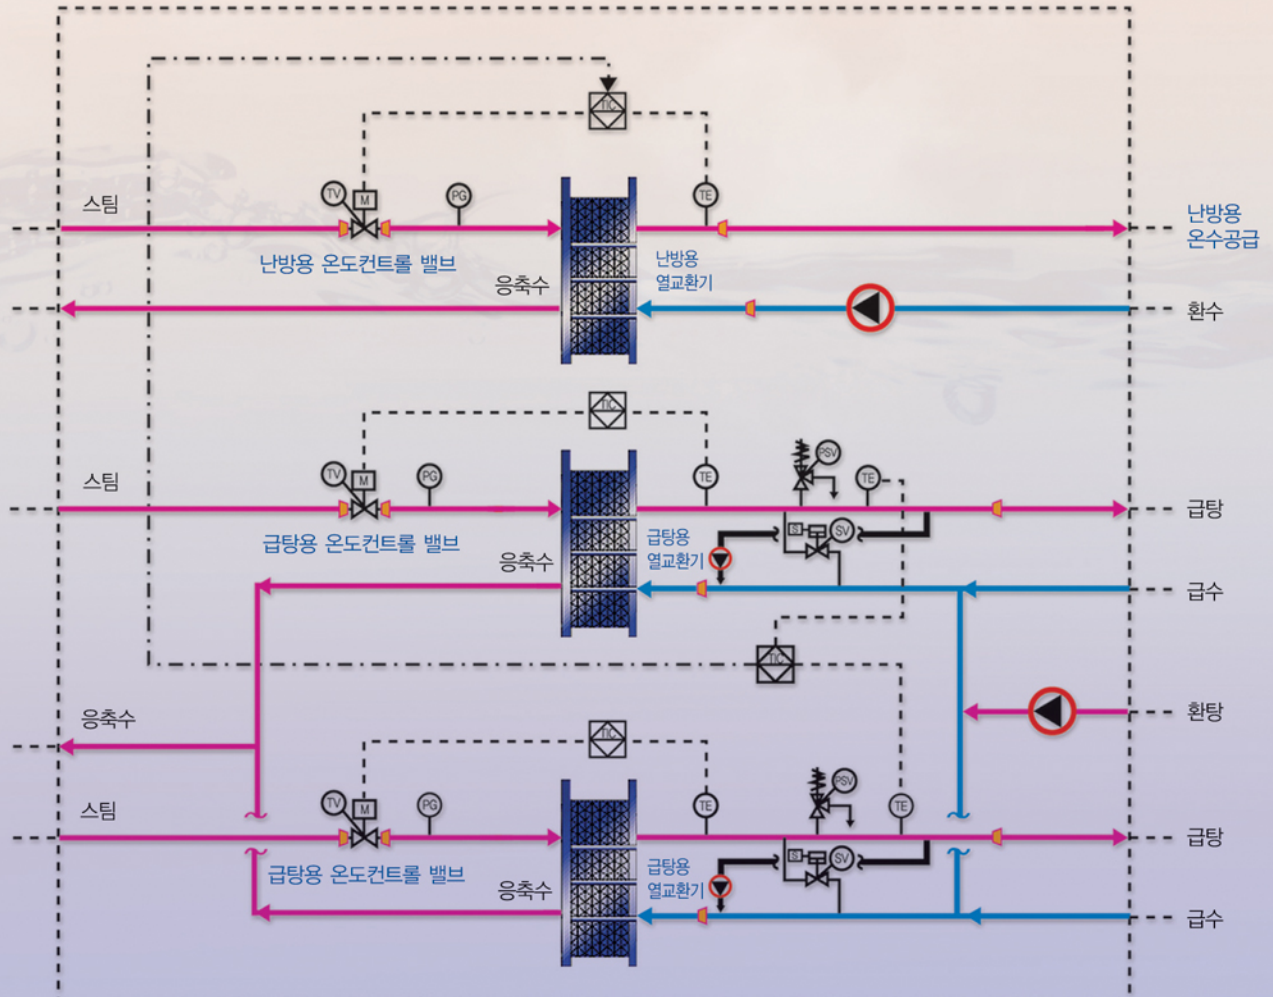 TIC
TV
M
PG
TE
스팀
난방용
온수공급
난방용 온도컨트롤 밸브
응축수
난방용
열교환기
환수
TIC
TV
M
PG
TE
PSV
TE
스팀
급탕
급탕용 온도컨트롤 밸브
응축수
급탕용
열교환기
S
SV
급수
TIC
응축수
환탕
TIC
TV
M
PG
TE
PSV
TE
스팀
급탕
급탕용 온도컨트롤 밸브
응축수
급탕용
열교환기
S
SV
급수